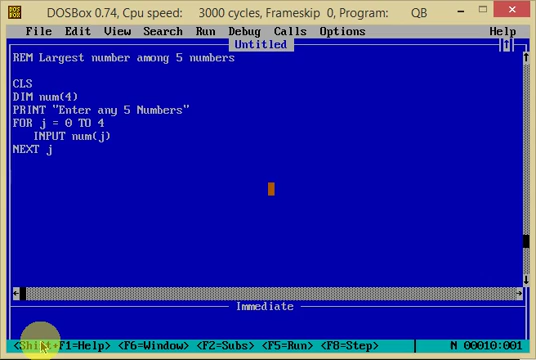 DOSBox 0.74, Cpu speed: 3000 cycles, Frameskip 0, Program: QB
File Edit View Search Run Debug Calls Options Help
Untitled
REM Largest number among 5 numbers
CLS
DIM num(4)
PRINT "Enter any 5 Numbers"
FOR j = 0 TO 4
INPUT num(j)
NEXT j
Immediate
<Shift+F1=Help> <F6=Window> <F2=Subs> <F5=Run> <F8=Step> N 00010:001